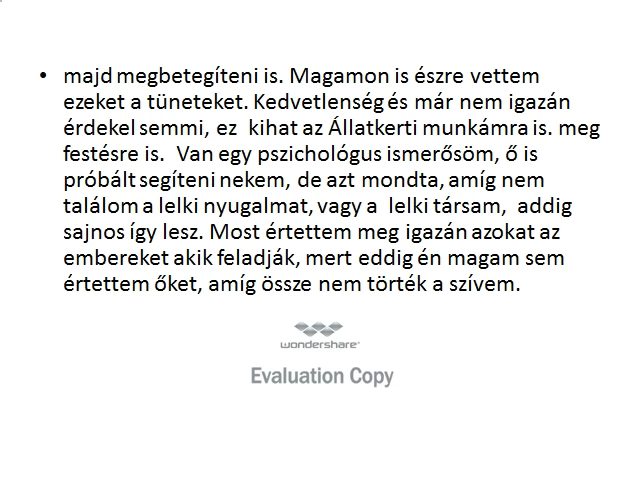 • majd megbetegíteni is. Magamon is észre vettem
ezeket a tüneteket. Kedvetlenség és már nem igazán
érdekel semmi, ez  kihat az Állatkerti munkámra is. meg
festésre is.  Van egy pszichológus ismerősöm, ő is
próbált segíteni nekem, de azt mondta, amíg nem
találom a lelki nyugalmat, vagy a  lelki társam,  addig
sajnos így lesz. Most értettem meg igazán azokat az
embereket akik feladják, mert eddig én magam sem
értettem őket, amíg össze nem törték a szívem.
wondershare®
Evaluation Copy